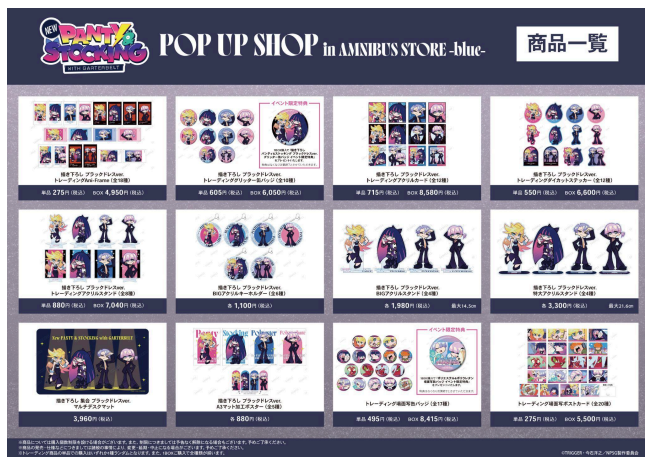 NEW
PANTY &
STOCKING
WITH GARTERBELT
POP UP SHOP in AMNIBUS STORE -blue-
商品一覧
描き下ろし ブラックドレスver.
トレーディングAni-Frame（全18種）
単品 275円（税込） BOX 4,950円（税込）
イベント限定特典
描き下ろし ブラックドレスver.
トレーディンググリッター缶バッジ（全10種）
単品 605円（税込） BOX 6,050円（税込）
描き下ろし ブラックドレスver.
トレーディングアクリルカード（全12種）
単品 715円（税込） BOX 8,580円（税込）
描き下ろし ブラックドレスver.
トレーディングダイカットステッカー（全12種）
単品 550円（税込） BOX 6,600円（税込）
描き下ろし ブラックドレスver.
トレーディングアクリルスタンド（全8種）
単品 880円（税込） BOX 7,040円（税込）
描き下ろし ブラックドレスver.
BIGアクリルキーホルダー（全6種）
各 1,100円（税込）
描き下ろし ブラックドレスver.
BIGアクリルスタンド（全4種）
各 1,980円（税込） 最大14.5cm
描き下ろし ブラックドレスver.
特大アクリルスタンド（全4種）
各 3,300円（税込） 最大21.6cm
New PANTY & STOCKING with GARTERBELT
描き下ろし 集合 ブラックドレスver.
マルチデスクマット
3,960円（税込）
Panty Stocking Polyester Polyurethane
描き下ろし ブラックドレスver.
A3マット加工ポスター（全5種）
各 880円（税込）
イベント限定特典
トレーディング場面写缶バッジ（全17種）
単品 495円（税込） BOX 8,415円（税込）
トレーディング場面写ポストカード（全20種）
単品 275円（税込） BOX 5,500円（税込）
©TRIGGER・今石洋之/「NPSG」製作委員会